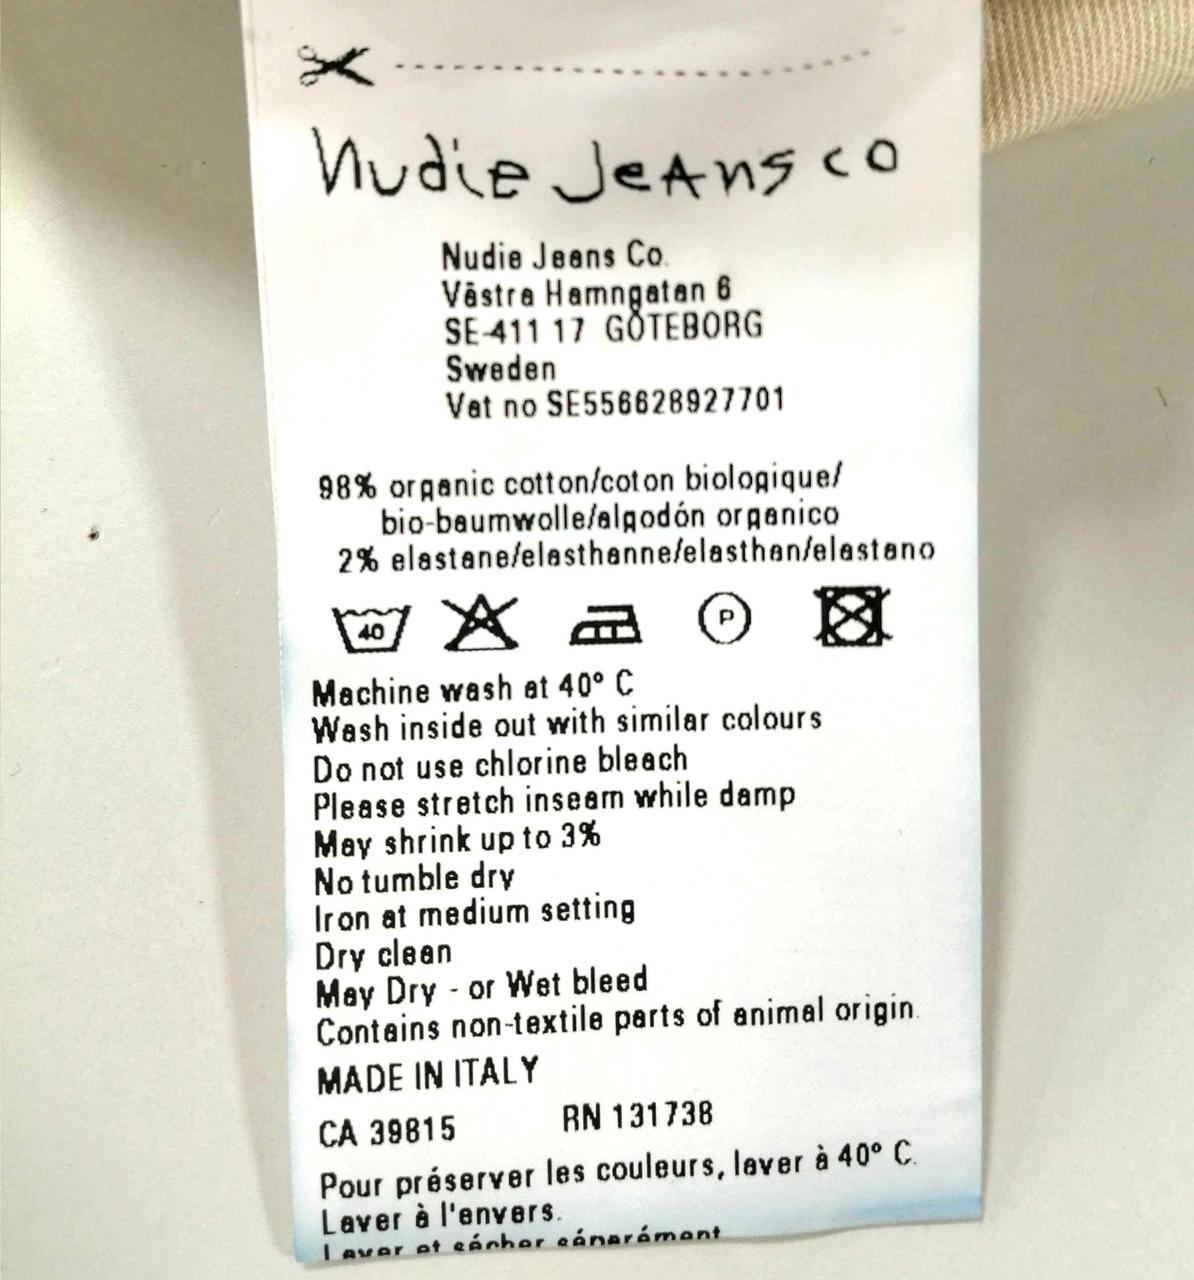 Nudie Jeans co
Nudie Jeans Co.
Västra Hamngatan 6
SE-411 17 GÖTEBORG
Sweden
Vat no SE556628927701
98% organic cotton/coton biologique/
bio-baumwolle/algodón organico
2% elastane/elasthanne/elasthan/elastano
40
P
Machine wash at 40° C
Wash inside out with similar colours
Do not use chlorine bleach
Please stretch inseam while damp
May shrink up to 3%
No tumble dry
Iron at medium setting
Dry clean
May Dry - or Wet bleed
Contains non-textile parts of animal origin.
MADE IN ITALY
CA 39815 RN 131738
Pour préserver les couleurs, laver à 40° C.
Laver à l'envers.
Laver et sécher séparément